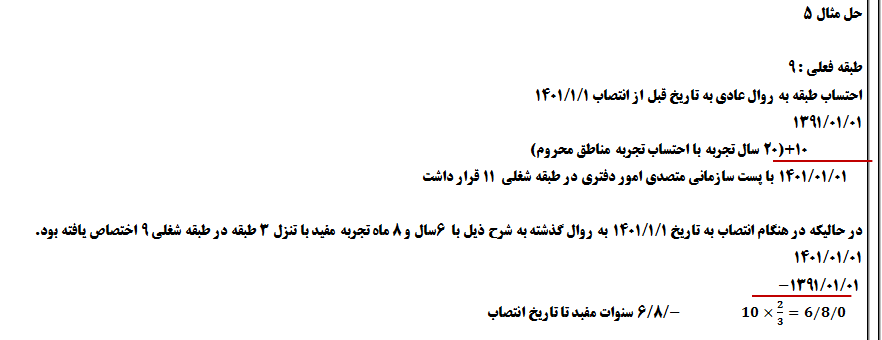 حل مثال ۵
طبقه فعلی : ۹
احتساب طبقه به روال عادی به تاریخ قبل از انتصاب ۱۴۰۱/۱/۱
۱۳۹۱/۰۱/۰۱
۱۰+(۲۰ سال تجربه با احتساب تجربه مناطق محروم)
۱۴۰۱/۰۱/۰۱ با پست سازمانی متصدی امور دفتری در طبقه شغلی ۱۱ قرار داشت
در حالیکه در هنگام انتصاب به تاریخ ۱۴۰۱/۱/۱ به روال گذشته به شرح ذیل با ۶سال و ۸ ماه تجربه مفید با تنزل ۳ طبقه در طبقه شغلی ۹ اختصاص یافته بود.
۱۴۰۱/۰۱/۰۱
−۱۳۹۱/۰۱/۰۱
10 × 2/3 = 6/8/0 −/۶/۸ سنوات مفید تا تاریخ انتصاب